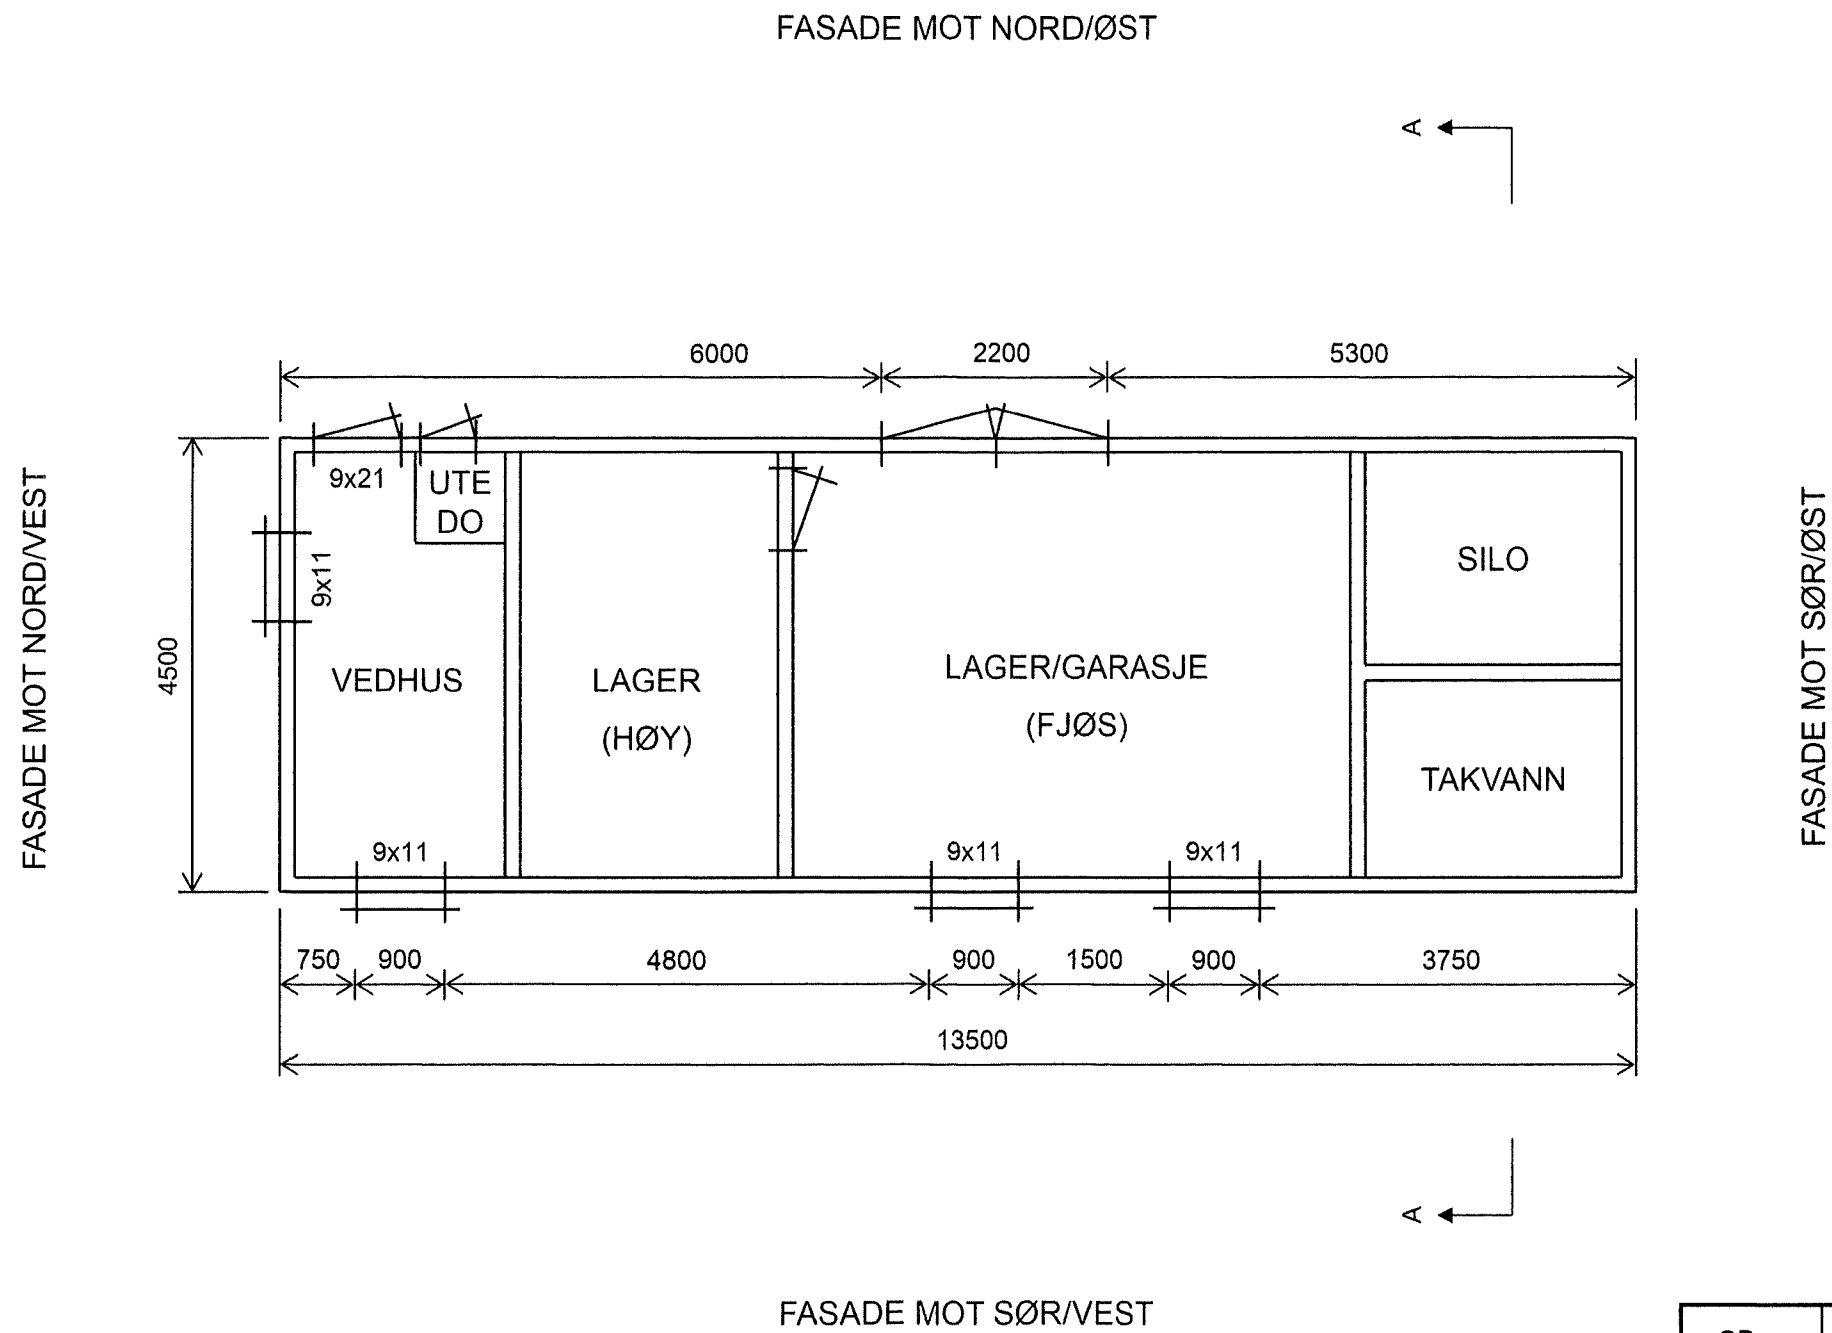 FASADE MOT NORD/ØST
A
6000 2200 5300
9x21
UTE
DO
9x11
FASADE MOT NORD/VEST
4500
VEDHUS
LAGER
(HØY)
LAGER/GARASJE
(FJØS)
SILO
TAKVANN
FASADE MOT SØR/ØST
9x11 9x11 9x11
750 900 4800 900 1500 900 3750
13500
A
FASADE MOT SØR/VEST